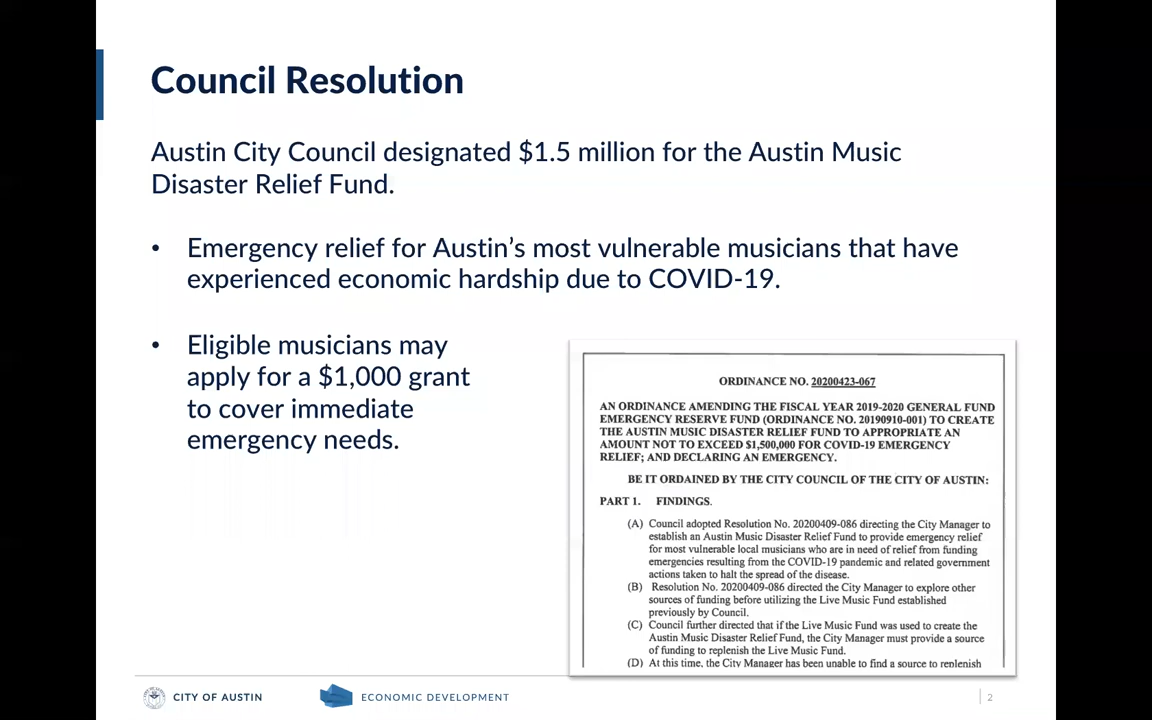 Council Resolution
Austin City Council designated $1.5 million for the Austin Music
Disaster Relief Fund.
• Emergency relief for Austin’s most vulnerable musicians that have
experienced economic hardship due to COVID-19.
• Eligible musicians may
apply for a $1,000 grant
to cover immediate
emergency needs.
ORDINANCE NO. 20200423-067
AN ORDINANCE AMENDING THE FISCAL YEAR 2019-2020 GENERAL FUND
EMERGENCY RESERVE FUND (ORDINANCE NO. 20190910-001) TO CREATE
THE AUSTIN MUSIC DISASTER RELIEF FUND TO APPROPRIATE AN
AMOUNT NOT TO EXCEED $1,500,000 FOR COVID-19 EMERGENCY
RELIEF; AND DECLARING AN EMERGENCY.
BE IT ORDAINED BY THE CITY COUNCIL OF THE CITY OF AUSTIN:
PART 1. FINDINGS.
(A) Council adopted Resolution No. 20200409-086 directing the City Manager to
establish an Austin Music Disaster Relief Fund to provide emergency relief
for most vulnerable local musicians who are in need of relief from funding
emergencies resulting from the COVID-19 pandemic and related government
actions taken to halt the spread of the disease.
(B) Resolution No. 20200409-086 directed the City Manager to explore other
sources of funding before utilizing the Live Music Fund established
previously by Council.
(C) Council further directed that if the Live Music Fund was used to create the
Austin Music Disaster Relief Fund, the City Manager must provide a source
of funding to replenish the Live Music Fund.
(D) At this time, the City Manager has been unable to find a source to replenish
CITY OF AUSTIN
ECONOMIC DEVELOPMENT
2